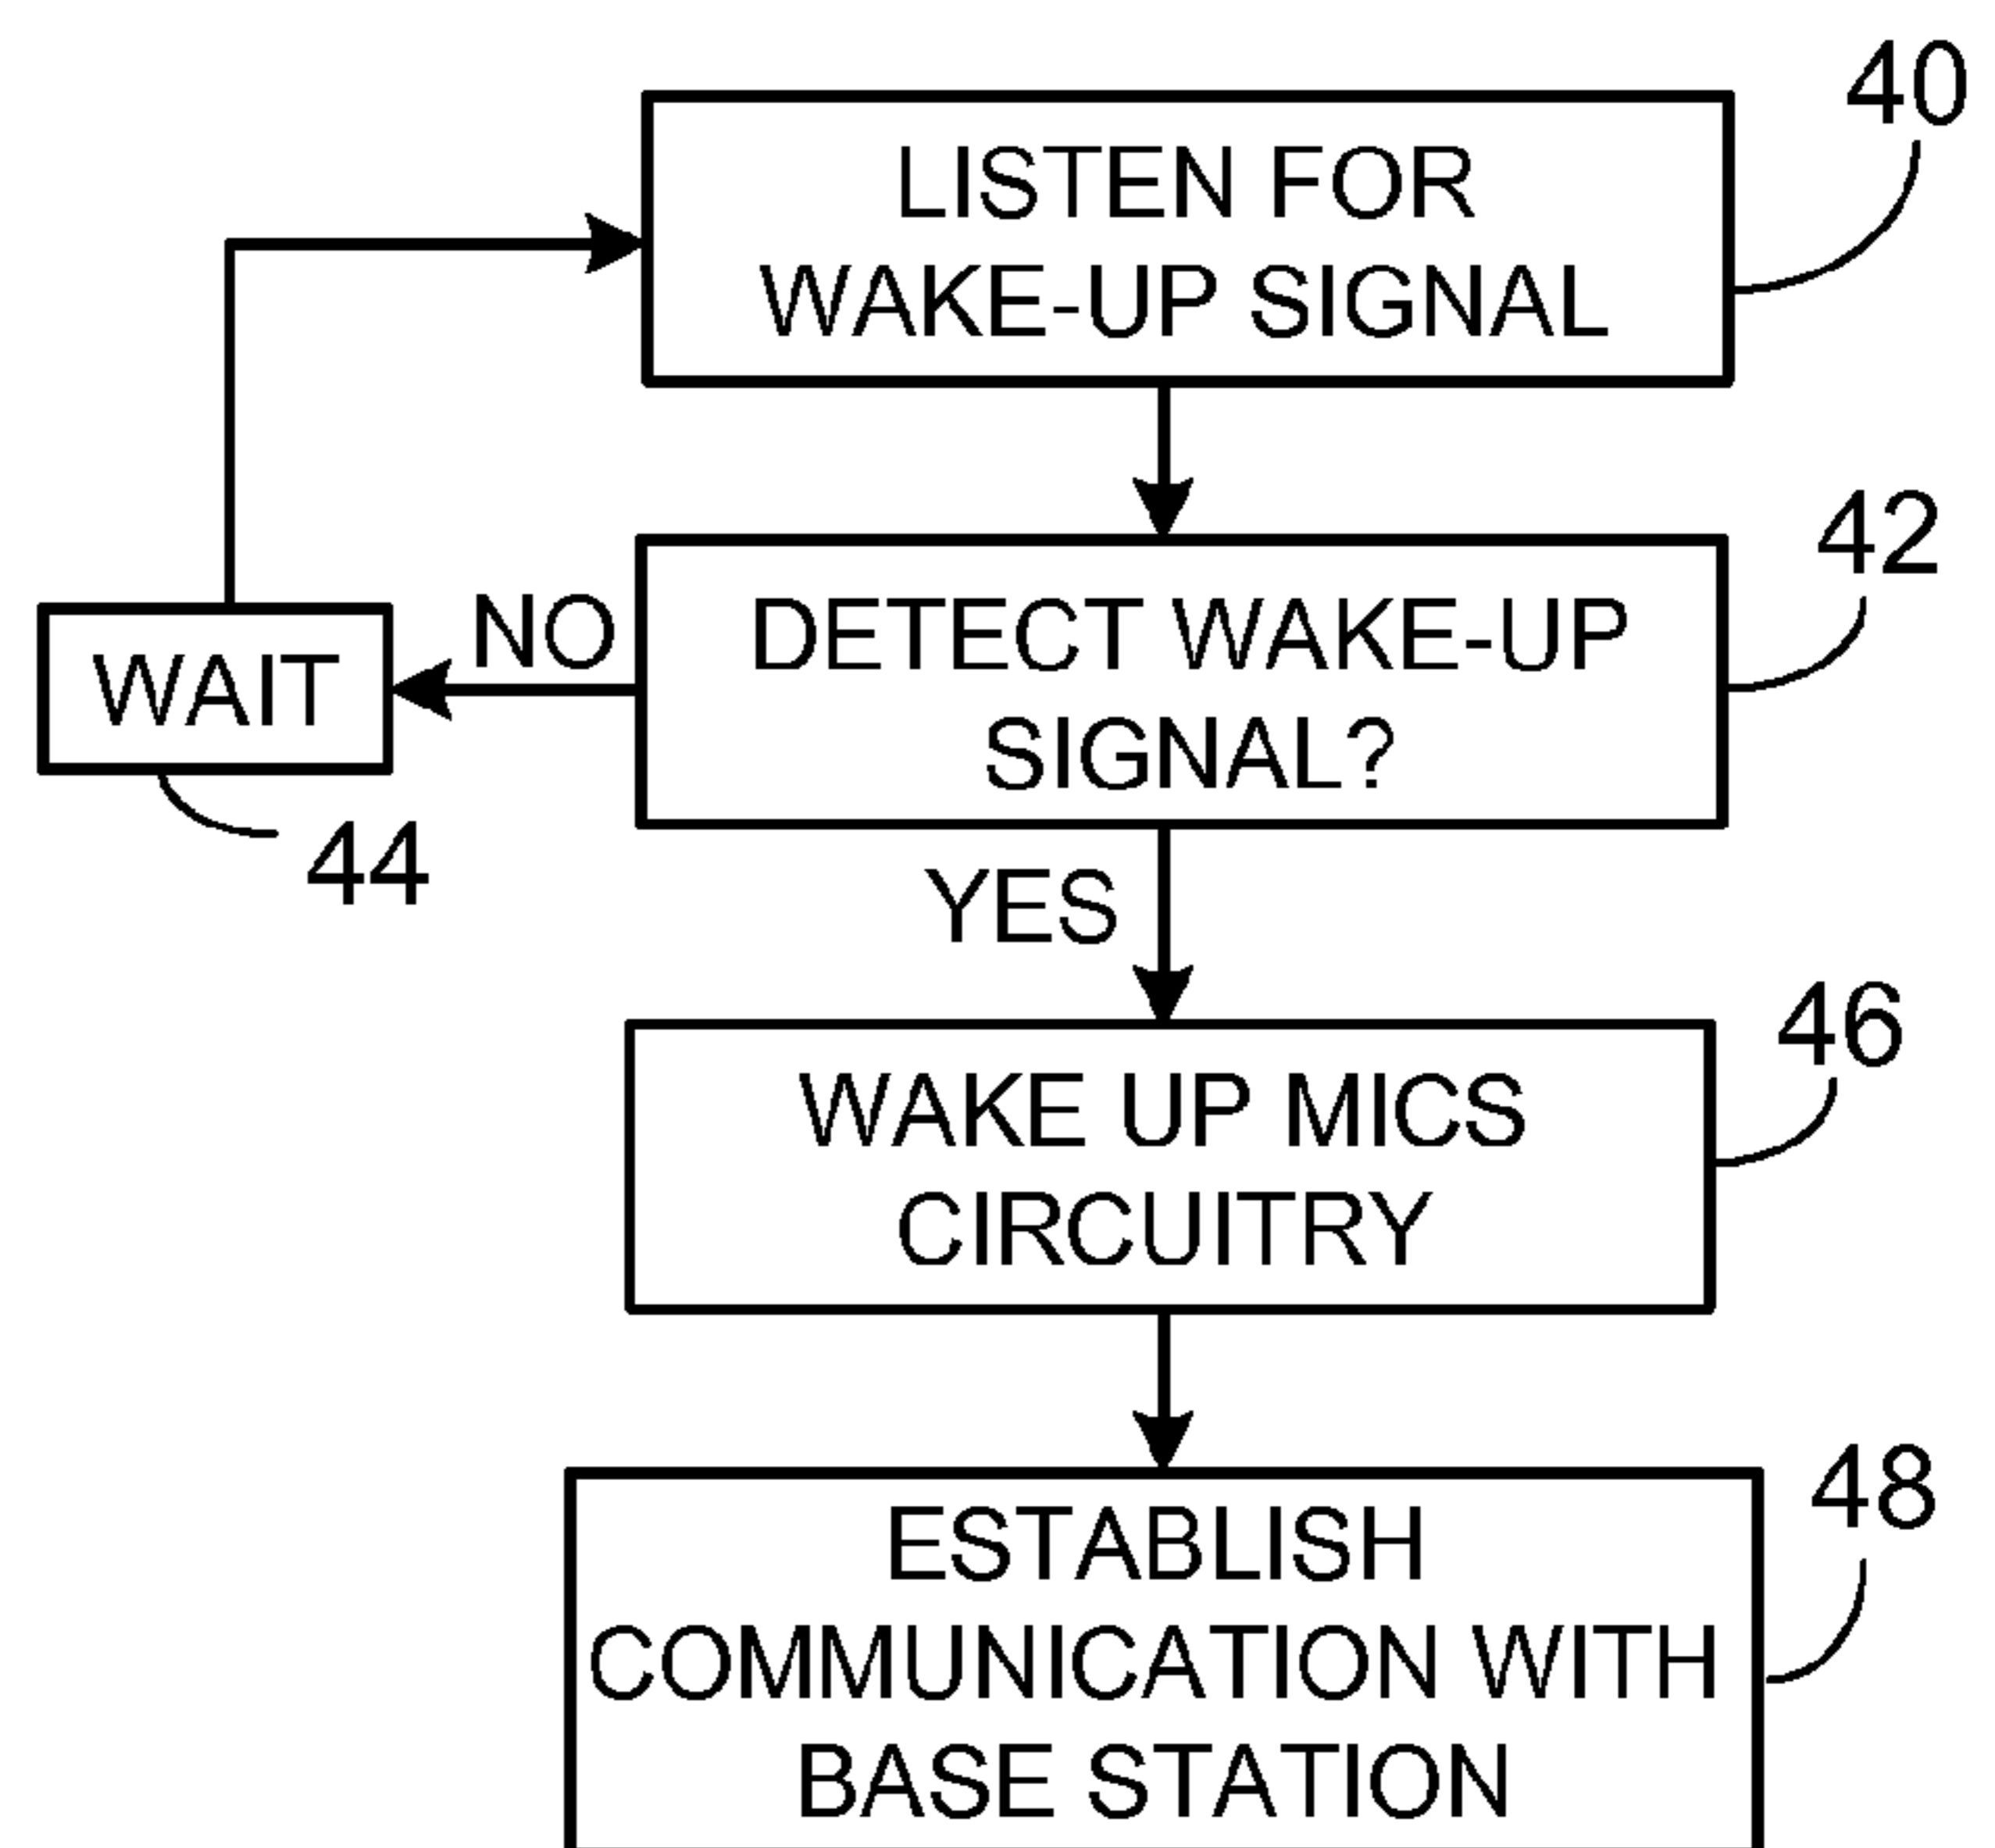 40
LISTEN FOR
WAKE-UP SIGNAL
42
DETECT WAKE-UP
SIGNAL?
NO
WAIT
44
YES
46
WAKE UP MICS
CIRCUITRY
48
ESTABLISH
COMMUNICATION WITH
BASE STATION